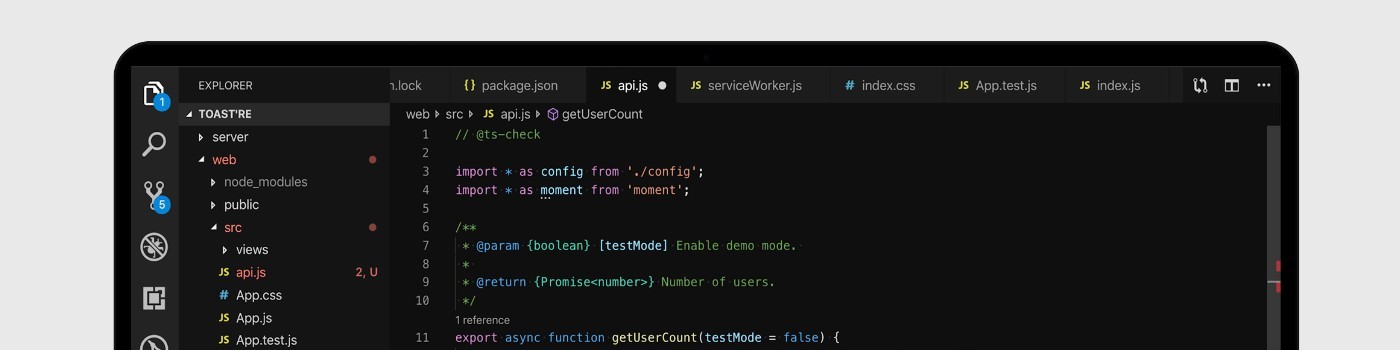 EXPLORER
TOAST'RE
server
web
node_modules
public
src
views
JS api.js 2, U
# App.css
JS App.js
JS App.test.js
1
5
n.lock {} package.json JS api.js JS serviceWorker.js # index.css JS App.test.js JS index.js
web src JS api.js getUserCount
1 // @ts-check
2
3 import * as config from './config';
4 import * as moment from 'moment';
5
6 /**
7 * @param {boolean} [testMode] Enable demo mode.
8 *
9 * @return {Promise<number>} Number of users.
10 */
1 reference
11 export async function getUserCount(testMode = false) {